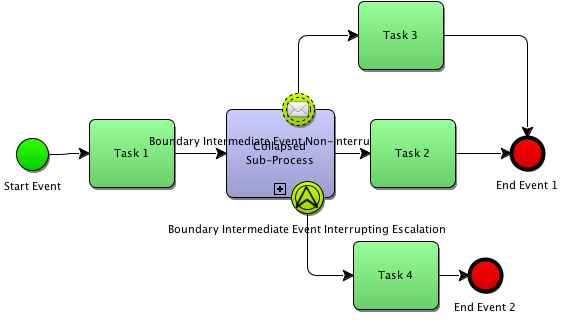 Task 3
Boundary Intermediate Event Non-interru
Task 1
Collapsed
Sub-Process
Task 2
Start Event
End Event 1
Boundary Intermediate Event Interrupting Escalation
Task 4
End Event 2